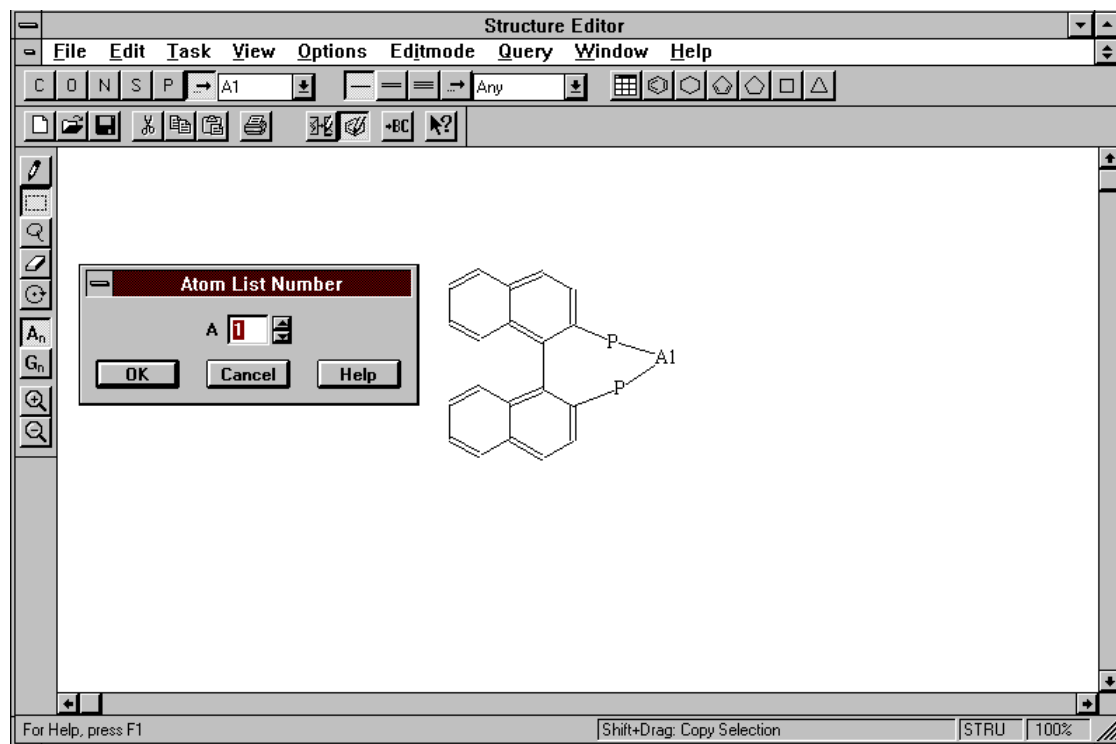 Structure Editor
File Edit Task View Options Editmode Query Window Help
C O N S P A1 Any
+BC ?
Atom List Number
A 1
OK Cancel Help
An
Gn
P
A1
P
For Help, press F1 Shift+Drag: Copy Selection STRU 100%